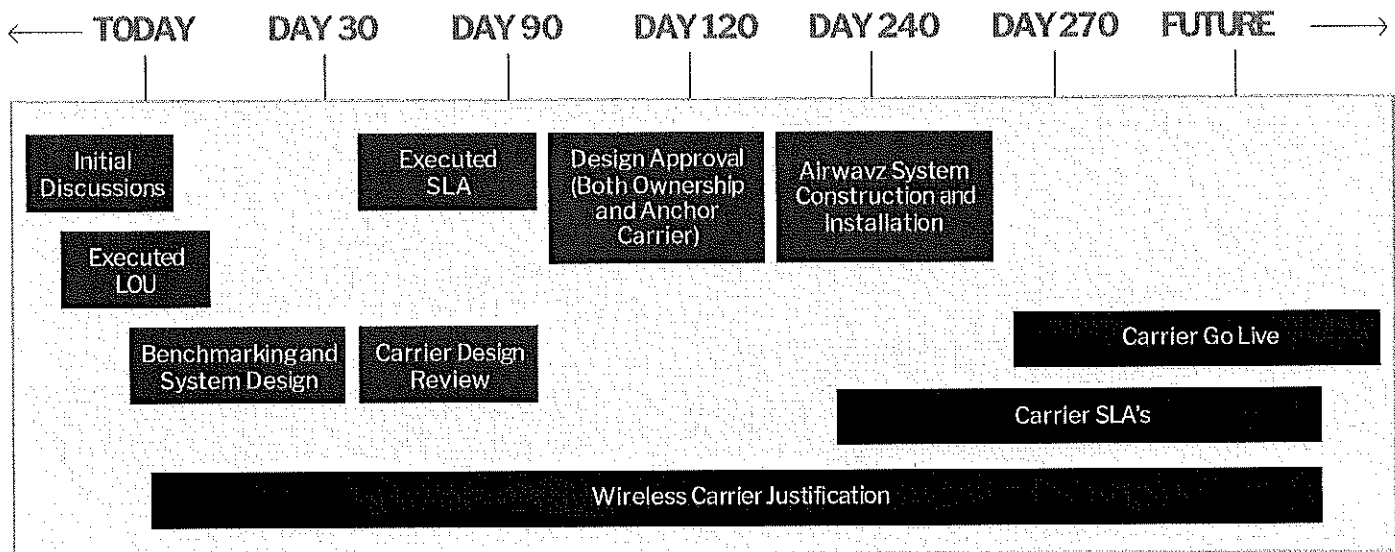 TODAY DAY 30 DAY 90 DAY 120 DAY 240 DAY 270 FUTURE
Initial
Discussions
Executed
SLA
Design Approval
(Both Ownership
and Anchor
Carrier)
Airwavz System
Construction and
Installation
Executed
LOU
Benchmarking and
System Design
Carrier Design
Review
Carrier Go Live
Carrier SLA's
Wireless Carrier Justification